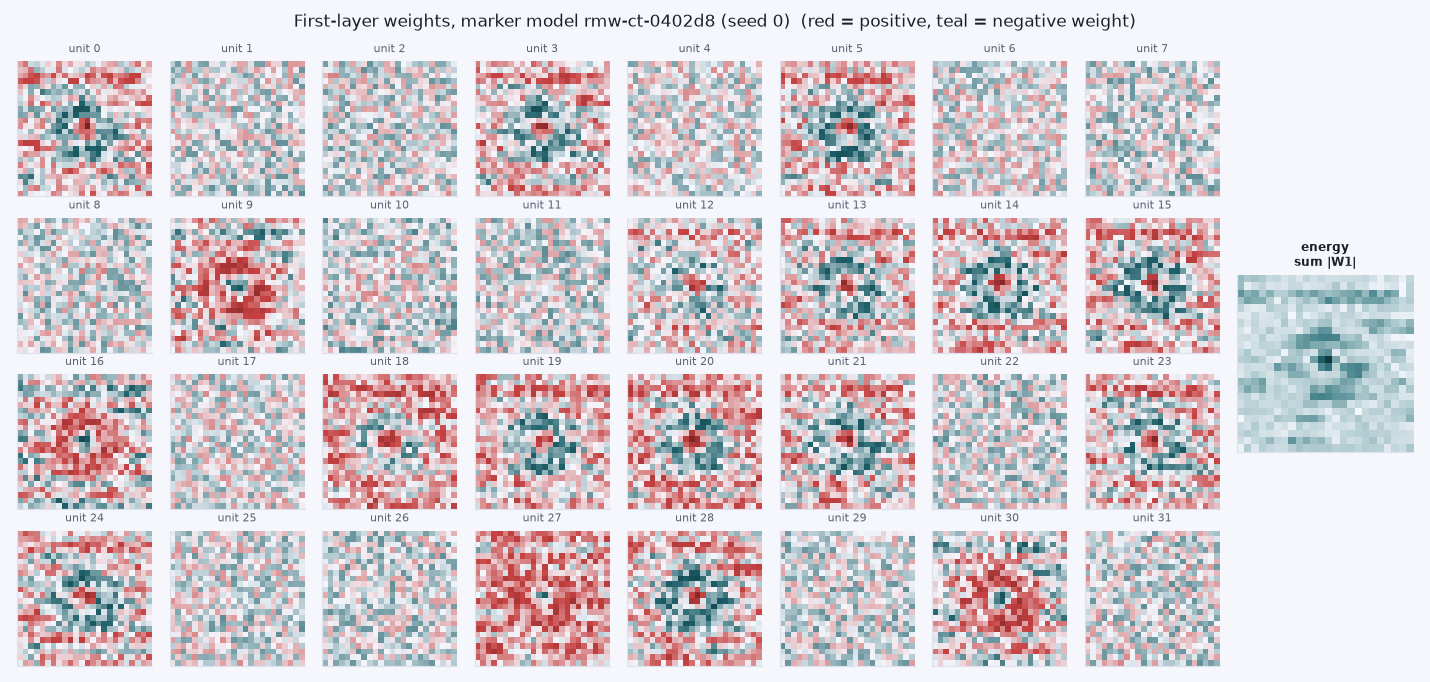 First-layer weights, marker model rmw-ct-0402d8 (seed 0)  (red = positive, teal = negative weight)
unit 0
unit 1
unit 2
unit 3
unit 4
unit 5
unit 6
unit 7
unit 8
unit 9
unit 10
unit 11
unit 12
unit 13
unit 14
unit 15
energy
sum |W1|
unit 16
unit 17
unit 18
unit 19
unit 20
unit 21
unit 22
unit 23
unit 24
unit 25
unit 26
unit 27
unit 28
unit 29
unit 30
unit 31